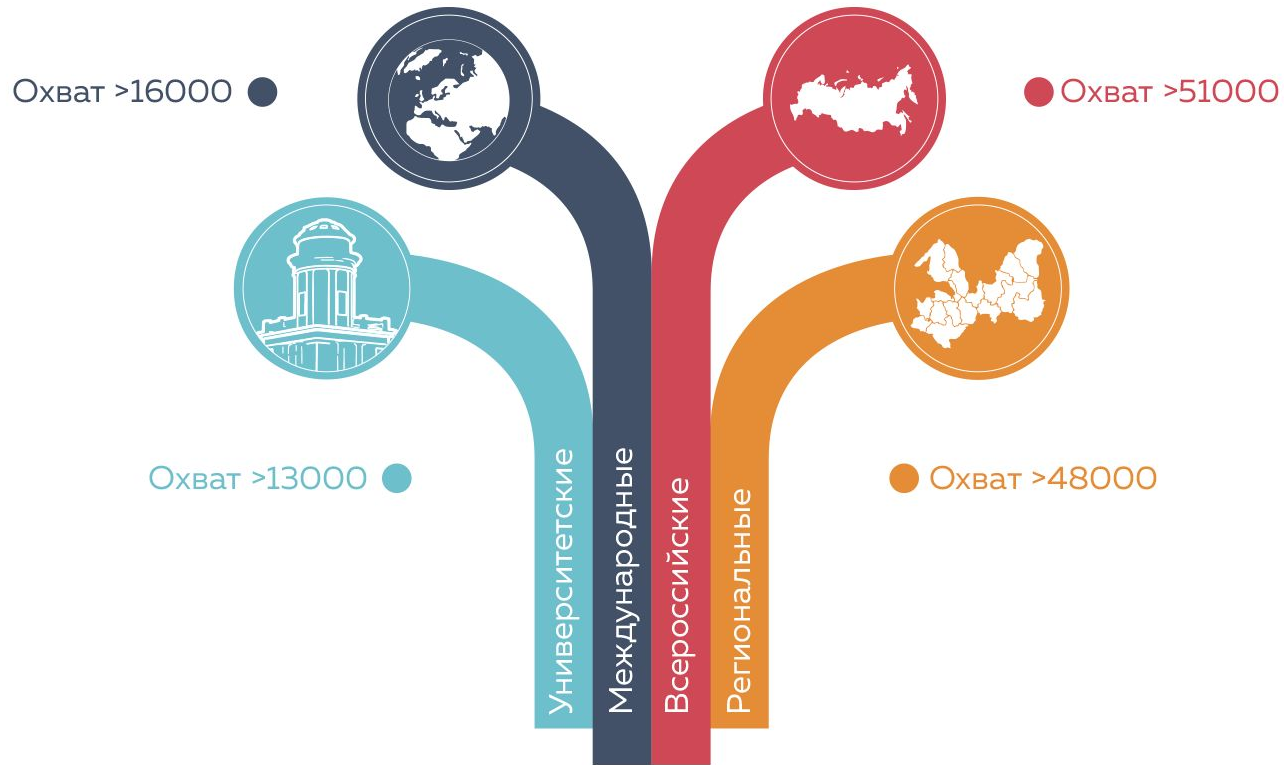 Охват >16000
Охват >51000
Охват >13000
Охват >48000
Университетские
Международные
Всероссийские
Региональные